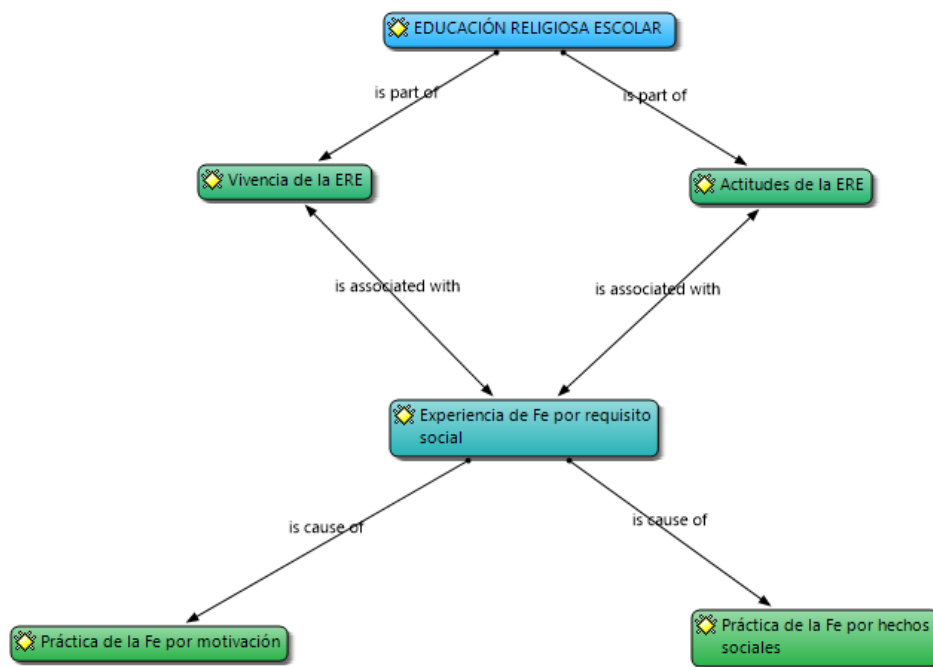 EDUCACIÓN RELIGIOSA ESCOLAR
is part of
is part of
Vivencia de la ERE
Actitudes de la ERE
is associated with
is associated with
Experiencia de Fe por requisito
social
is cause of
is cause of
Práctica de la Fe por motivación
Práctica de la Fe por hechos
sociales